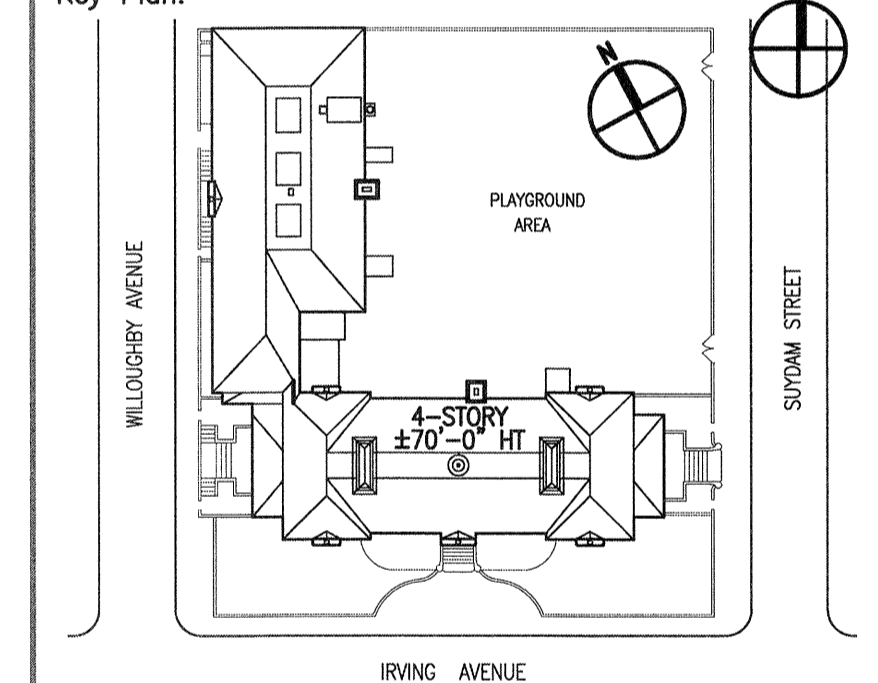 Key Plan:
N
PLAYGROUND
AREA
WILLOUGHBY AVENUE
SUYDAM STREET
4-STORY
±70'-0" HT
IRVING AVENUE